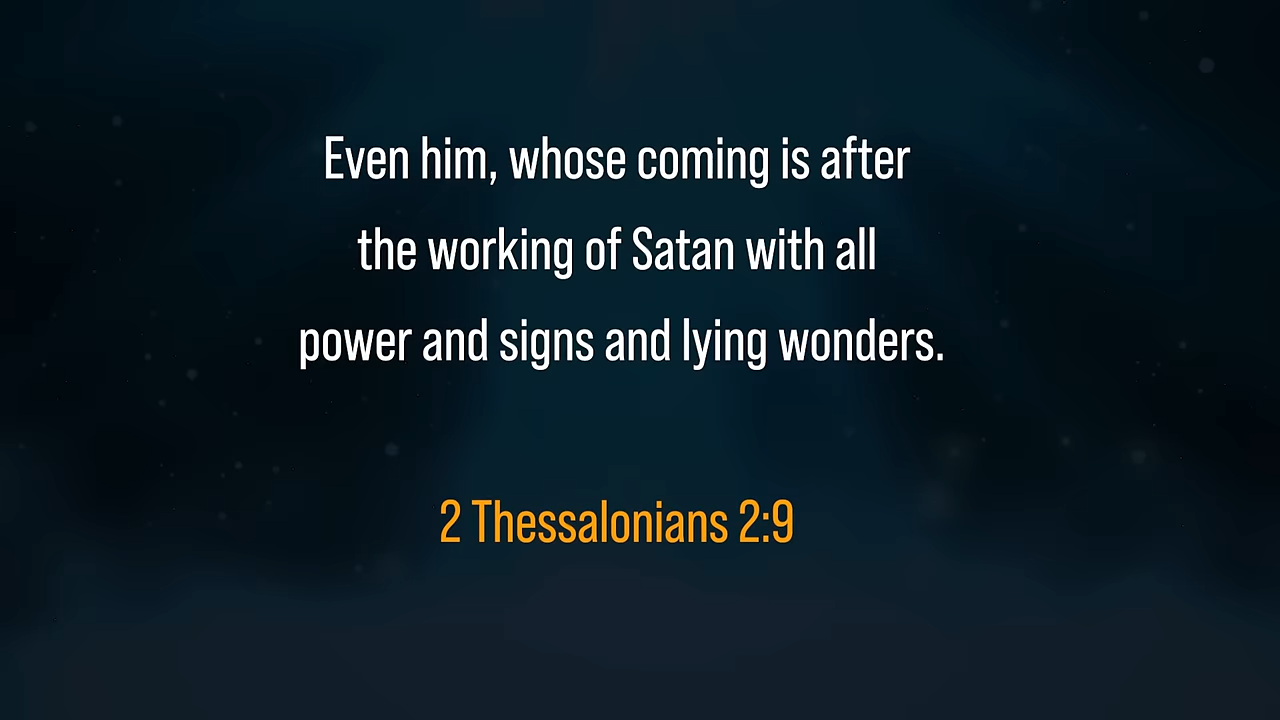 Even him, whose coming is after
the working of Satan with all
power and signs and lying wonders.
2 Thessalonians 2:9